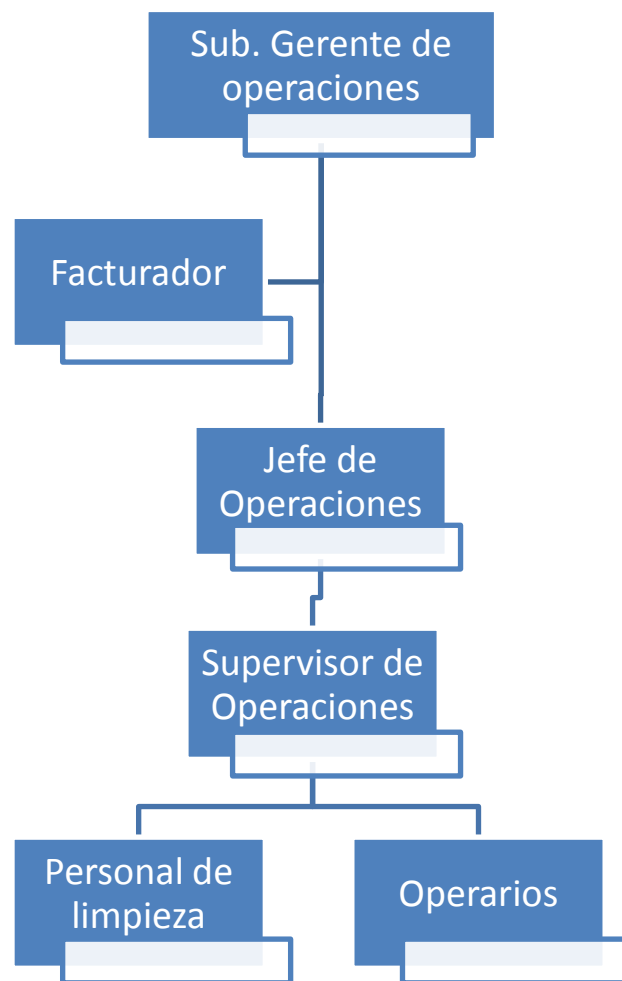 Sub. Gerente de
operaciones
Facturador
Jefe de
Operaciones
Supervisor de
Operaciones
Personal de
limpieza
Operarios